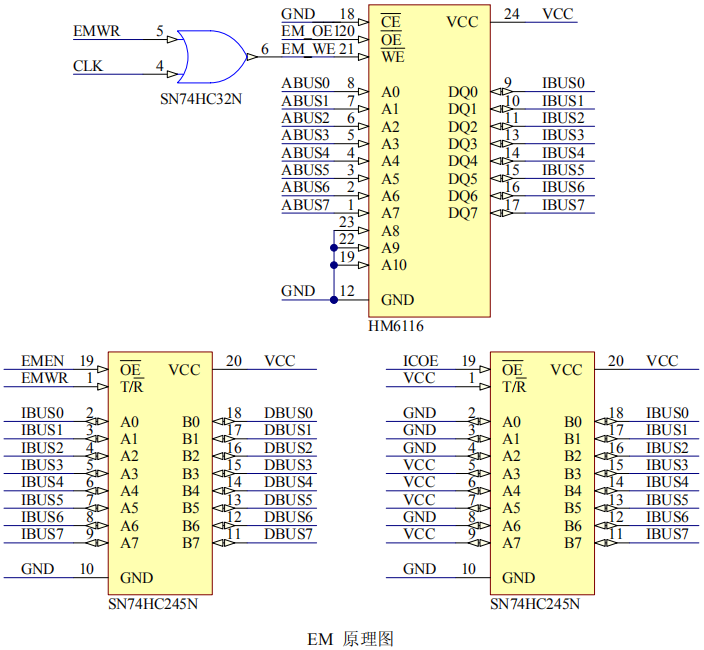 GND 18 CE VCC 24 VCC
EMWR 5 EM_OE120 OE
6 EM_WE 21 WE
CLK 4
SN74HC32N
ABUS0 8 A0 DQ0 9 IBUS0
ABUS1 7 A1 DQ1 10 IBUS1
ABUS2 6 A2 DQ2 11 IBUS2
ABUS3 5 A3 DQ3 13 IBUS3
ABUS4 4 A4 DQ4 14 IBUS4
ABUS5 3 A5 DQ5 15 IBUS5
ABUS6 2 A6 DQ6 16 IBUS6
ABUS7 1 A7 DQ7 17 IBUS7
23 A8
22 A9
19 A10
GND 12 GND
HM6116
EMEN 19 OE VCC 20 VCC
EMWR 1 T/R
IBUS0 2 A0 B0 18 DBUS0
IBUS1 3 A1 B1 17 DBUS1
IBUS2 4 A2 B2 16 DBUS2
IBUS3 5 A3 B3 15 DBUS3
IBUS4 6 A4 B4 14 DBUS4
IBUS5 7 A5 B5 13 DBUS5
IBUS6 8 A6 B6 12 DBUS6
IBUS7 9 A7 B7 11 DBUS7
GND 10 GND
SN74HC245N
ICOE 19 OE VCC 20 VCC
VCC 1 T/R
GND 2 A0 B0 18 IBUS0
GND 3 A1 B1 17 IBUS1
GND 4 A2 B2 16 IBUS2
VCC 5 A3 B3 15 IBUS3
VCC 6 A4 B4 14 IBUS4
VCC 7 A5 B5 13 IBUS5
GND 8 A6 B6 12 IBUS6
VCC 9 A7 B7 11 IBUS7
GND 10 GND
SN74HC245N
EM 原理图